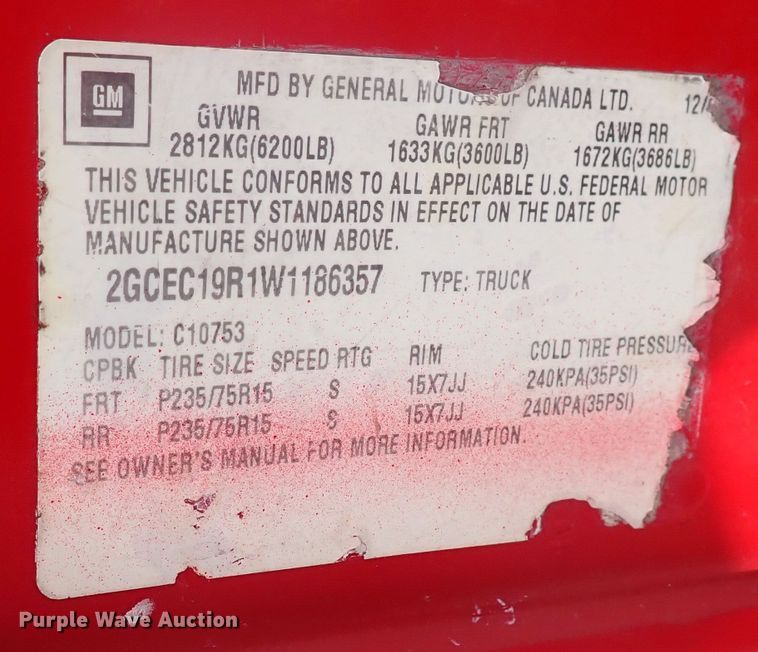 GM
MFD BY GENERAL MOTORS OF CANADA LTD. 12/
GVWR GAWR FRT GAWR RR
2812KG(6200LB) 1633KG(3600LB) 1672KG(3686LB)
THIS VEHICLE CONFORMS TO ALL APPLICABLE U.S. FEDERAL MOTOR
VEHICLE SAFETY STANDARDS IN EFFECT ON THE DATE OF
MANUFACTURE SHOWN ABOVE.
2GCEC19R1W1186357 TYPE: TRUCK
MODEL: C10753
CPBK TIRE SIZE SPEED RTG RIM COLD TIRE PRESSURE
FRT P235/75R15 S 15X7JJ 240KPA(35PSI)
RR P235/75R15 S 15X7JJ 240KPA(35PSI)
SEE OWNER'S MANUAL FOR MORE INFORMATION.
Purple Wave Auction